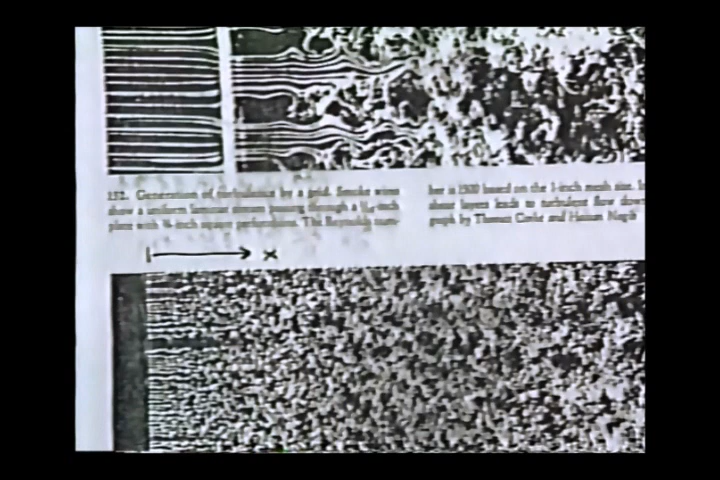 152. Generation of turbulence by a grid. Smoke wires
show a uniform laminar stream passing through a 1/16-inch
plate with 3/4-inch square perforations. The Reynolds num-
ber is 1500 based on the 1-inch mesh size. In
shear layers leads to turbulent flow down
graph by Thomas Corke and Hassan Nagib
x